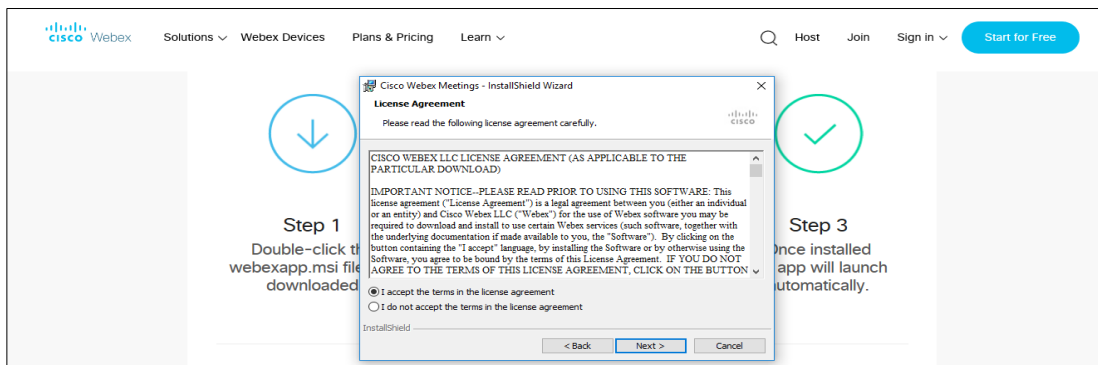 cisco Webex Solutions Webex Devices Plans & Pricing Learn Host Join Sign in Start for Free
Cisco Webex Meetings - InstallShield Wizard
License Agreement
Please read the following license agreement carefully.
cisco
CISCO WEBEX LLC LICENSE AGREEMENT (AS APPLICABLE TO THE
PARTICULAR DOWNLOAD)
IMPORTANT NOTICE--PLEASE READ PRIOR TO USING THIS SOFTWARE: This
license agreement ("License Agreement") is a legal agreement between you (either an individual
or an entity) and Cisco Webex LLC ("Webex") for the use of Webex software you may be
required to download and install to use certain Webex services (such software, together with
the underlying documentation if made available to you, the "Software"). By clicking on the
button containing the "I accept" language, by installing the Software or by otherwise using the
Software, you agree to be bound by the terms of this License Agreement. IF YOU DO NOT
AGREE TO THE TERMS OF THIS LICENSE AGREEMENT, CLICK ON THE BUTTON
I accept the terms in the license agreement
I do not accept the terms in the license agreement
InstallShield
< Back Next > Cancel
Step 1
Double-click
webexapp.msi file
downloaded
Step 3
Once installed
app will launch
automatically.